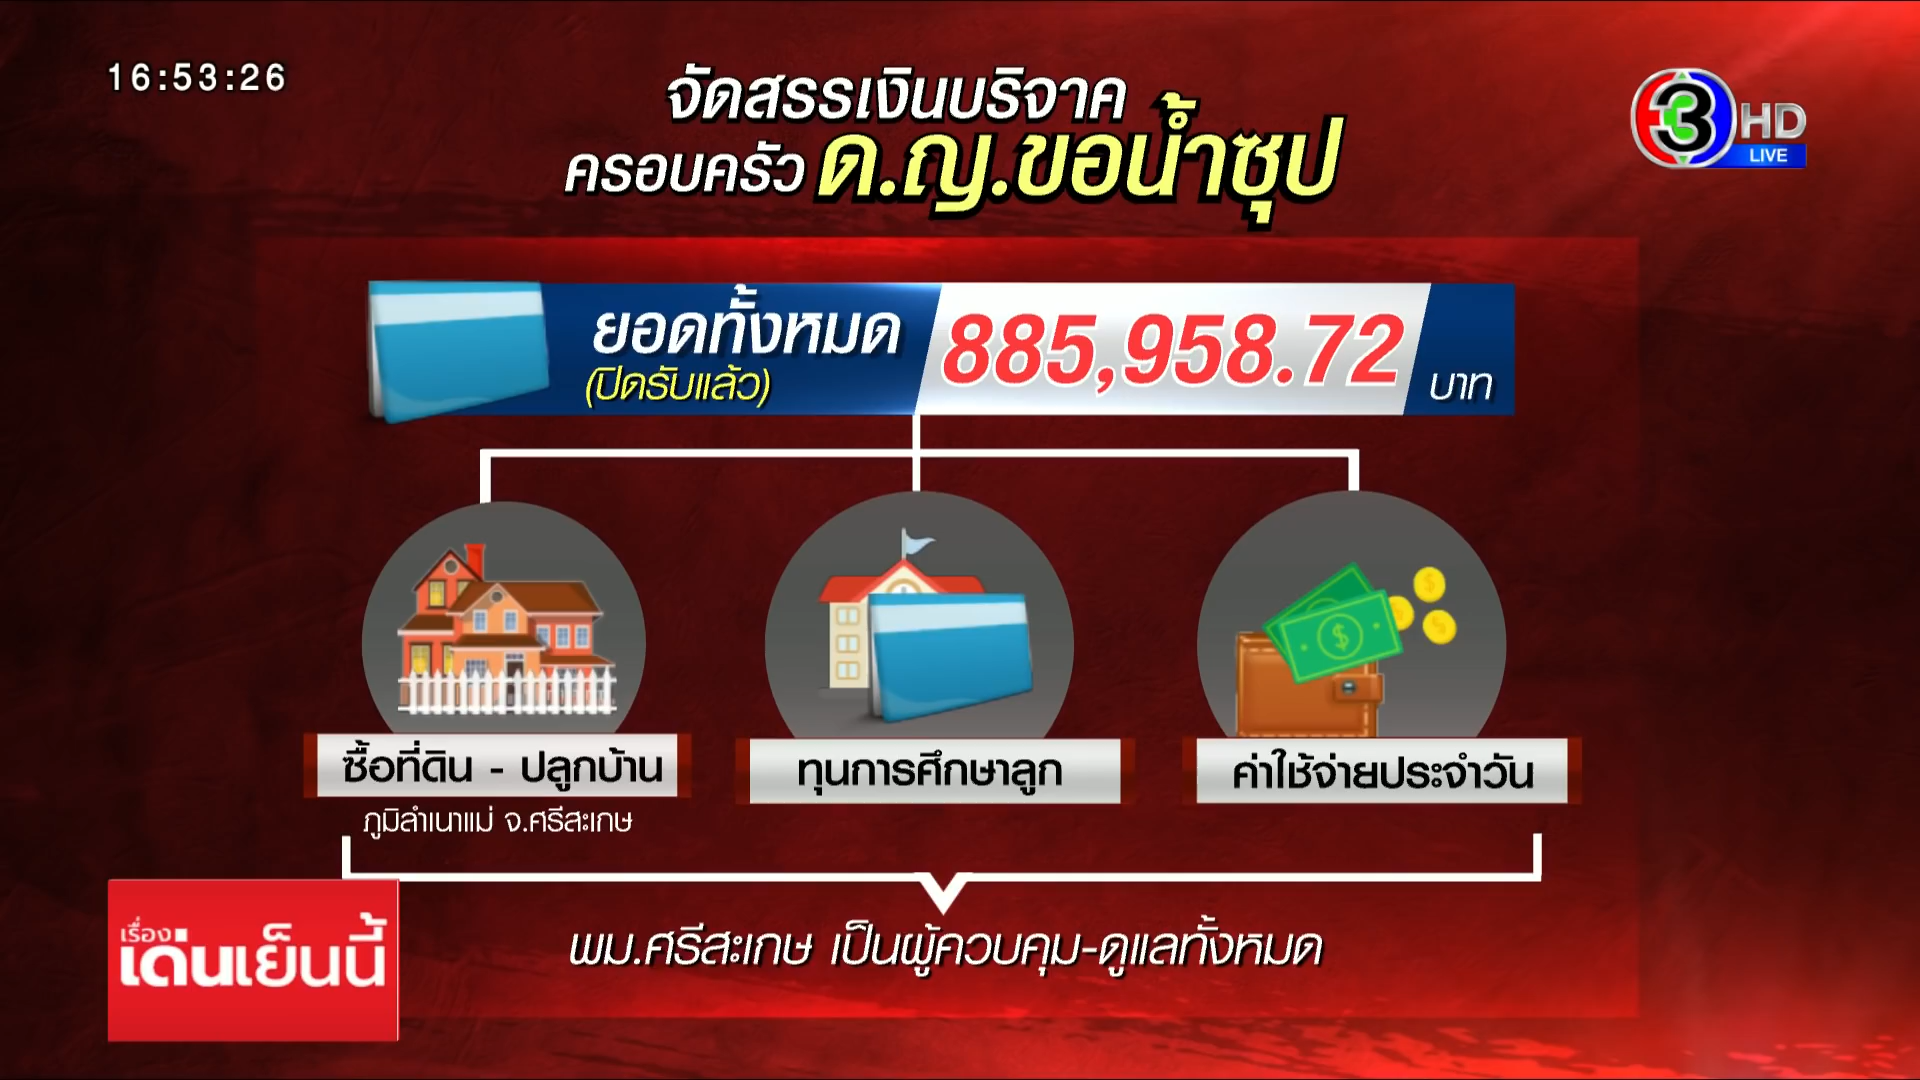 16:53:26
จัดสรรเงินบริจาค
ครอบครัว ด.ญ.ขอน้ำซุป
3 HD
LIVE
ยอดทั้งหมด
(ปิดรับแล้ว)
885,958.72
บาท
ซื้อที่ดิน - ปลูกบ้าน
ภูมิลำเนาแม่ จ.ศรีสะเกษ
ทุนการศึกษาลูก
ค่าใช้จ่ายประจำวัน
พม.ศรีสะเกษ เป็นผู้ควบคุม-ดูแลทั้งหมด
เรื่อง
เด่นเย็นนี้